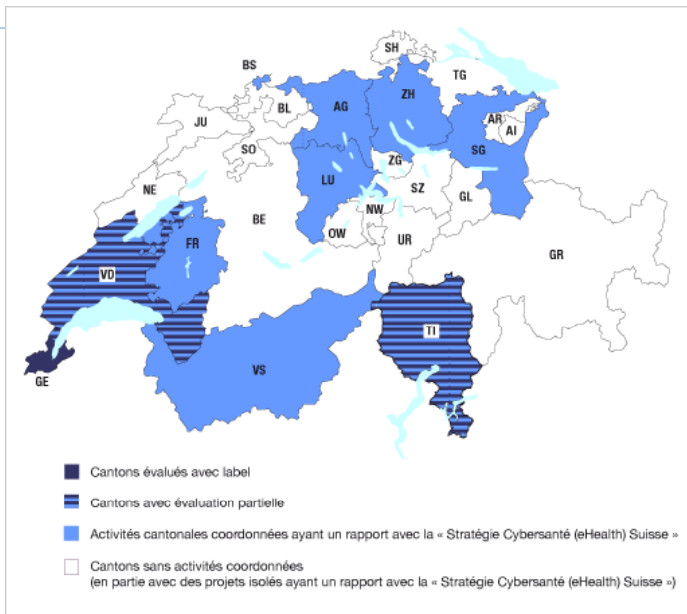 SH
BS
TG
BL
AG
ZH
JU
AR
AI
SO
SG
ZG
LU
NE
SZ
GL
NW
BE
OW
UR
FR
GR
VD
TI
VS
GE
Cantons évalués avec label
Cantons avec évaluation partielle
Activités cantonales coordonnées ayant un rapport avec la « Stratégie Cybersanté (eHealth) Suisse »
Cantons sans activités coordonnées
(en partie avec des projets isolés ayant un rapport avec la « Stratégie Cybersanté (eHealth) Suisse »)